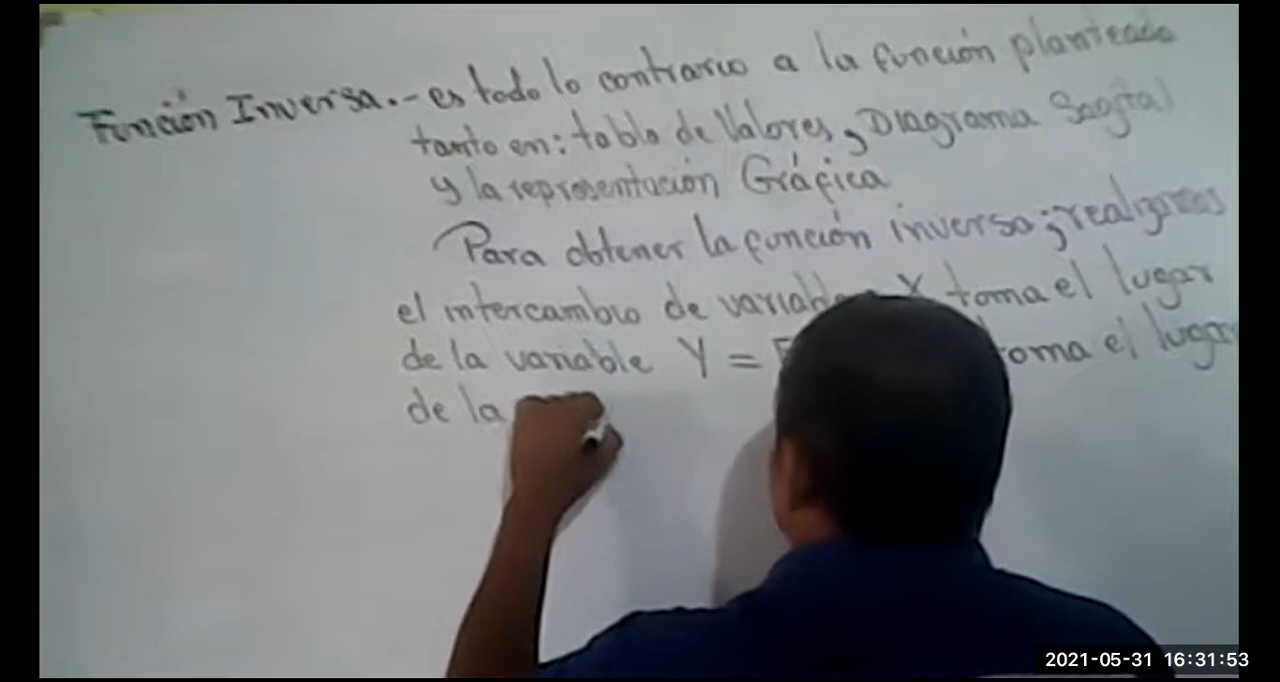 Función Inversa.- es todo lo contrario a la función planteada
tanto en: tabla de Valores, Diagrama Sagital
y la representación Gráfica
Para obtener la función inversa; realizamos
el intercambio de X toma el lugar
de la variable Y = toma el lugar
de la
2021-05-31 16:31:53